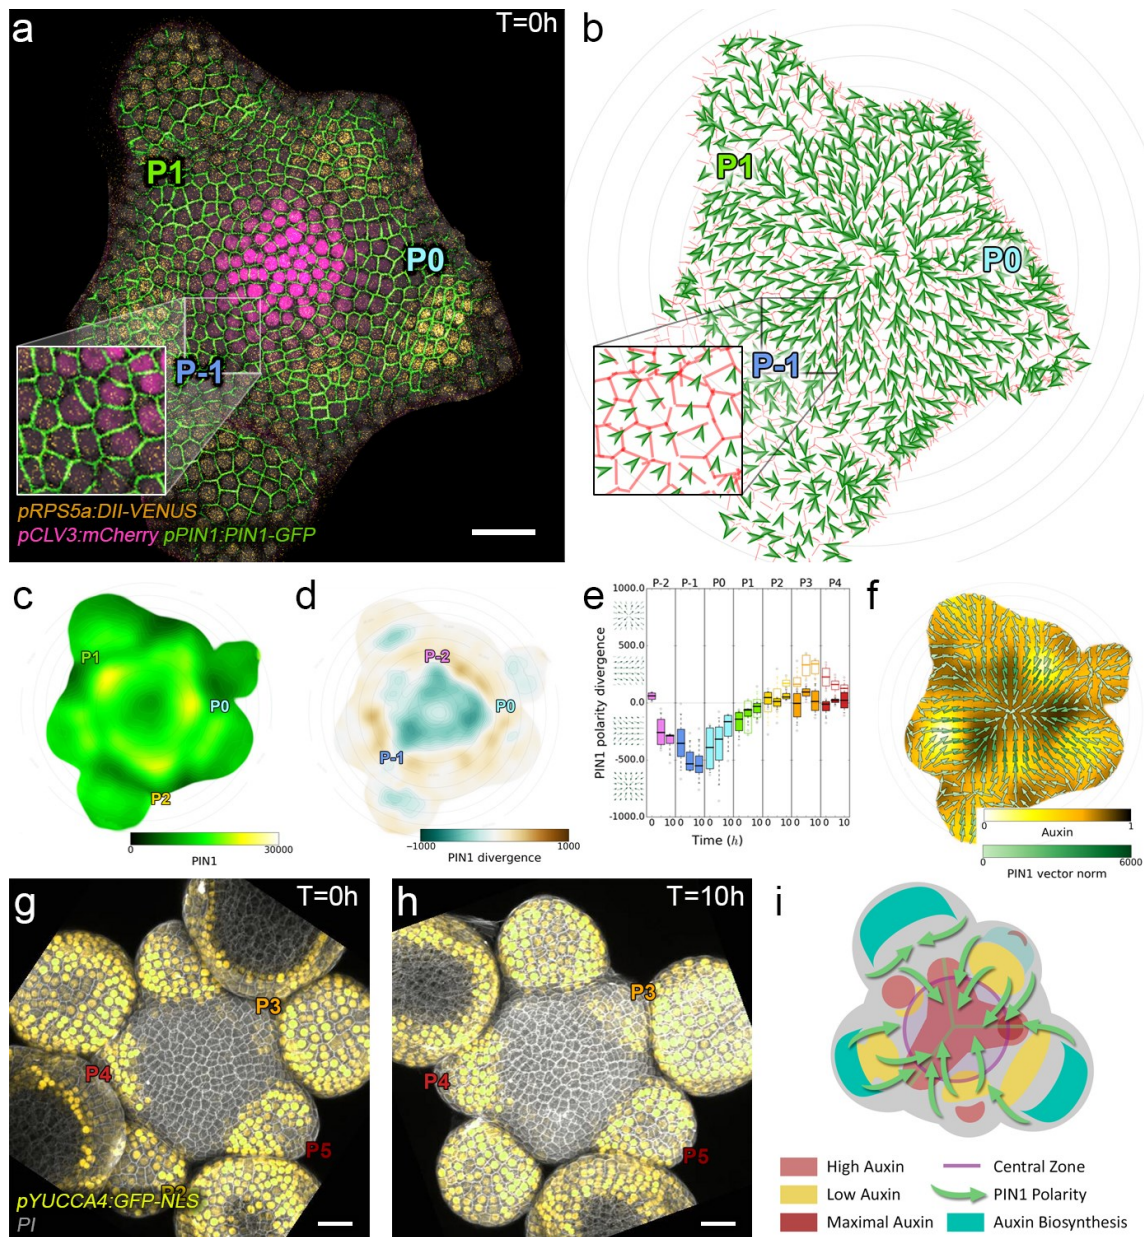 a
T=0h
P1
P0
P-1
pRPS5a:DII-VENUS
pCLV3:mCherry pPIN1:PIN1-GFP
b
P1
P0
P-1
c
P1
P0
P2
0 30000
PIN1
d
P-2
P0
P-1
−1000 1000
PIN1 divergence
e
P-2 P-1 P0 P1 P2 P3 P4
1000.0
500.0
0.0
-500.0
-1000.0
PIN1 polarity divergence
0 10 0 10 0 10 0 10 0 10 0 10 0 10
Time (h)
f
0 1
Auxin
0 6000
PIN1 vector norm
g
T=0h
P3
P4
P5
pYUCCA4:GFP-NLS
PI
h
T=10h
P3
P4
P5
i
High Auxin
Low Auxin
Maximal Auxin
Central Zone
PIN1 Polarity
Auxin Biosynthesis